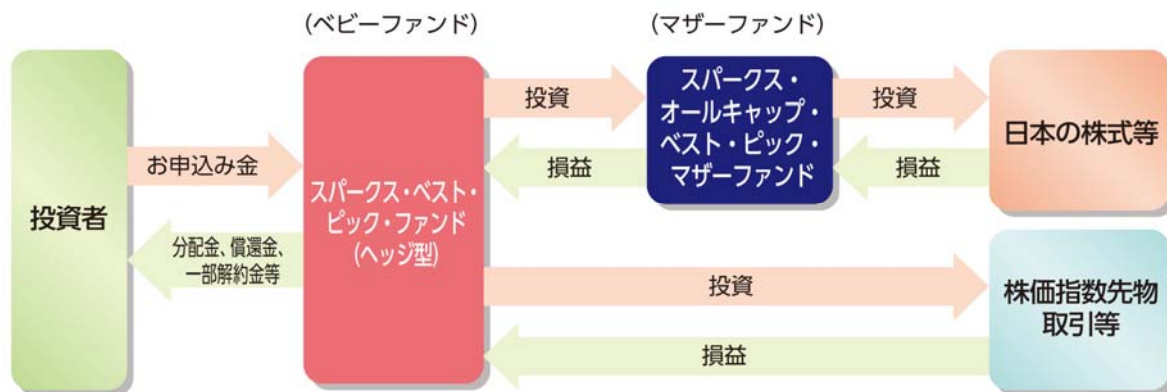 (ベビーファンド)
(マザーファンド)
投資者
お申込み金
分配金、償還金、
一部解約金等
スパークス・ベスト・
ピック・ファンド
(ヘッジ型)
投資
損益
スパークス・
オールキャップ・
ベスト・ピック・
マザーファンド
投資
損益
日本の株式等
投資
損益
株価指数先物
取引等